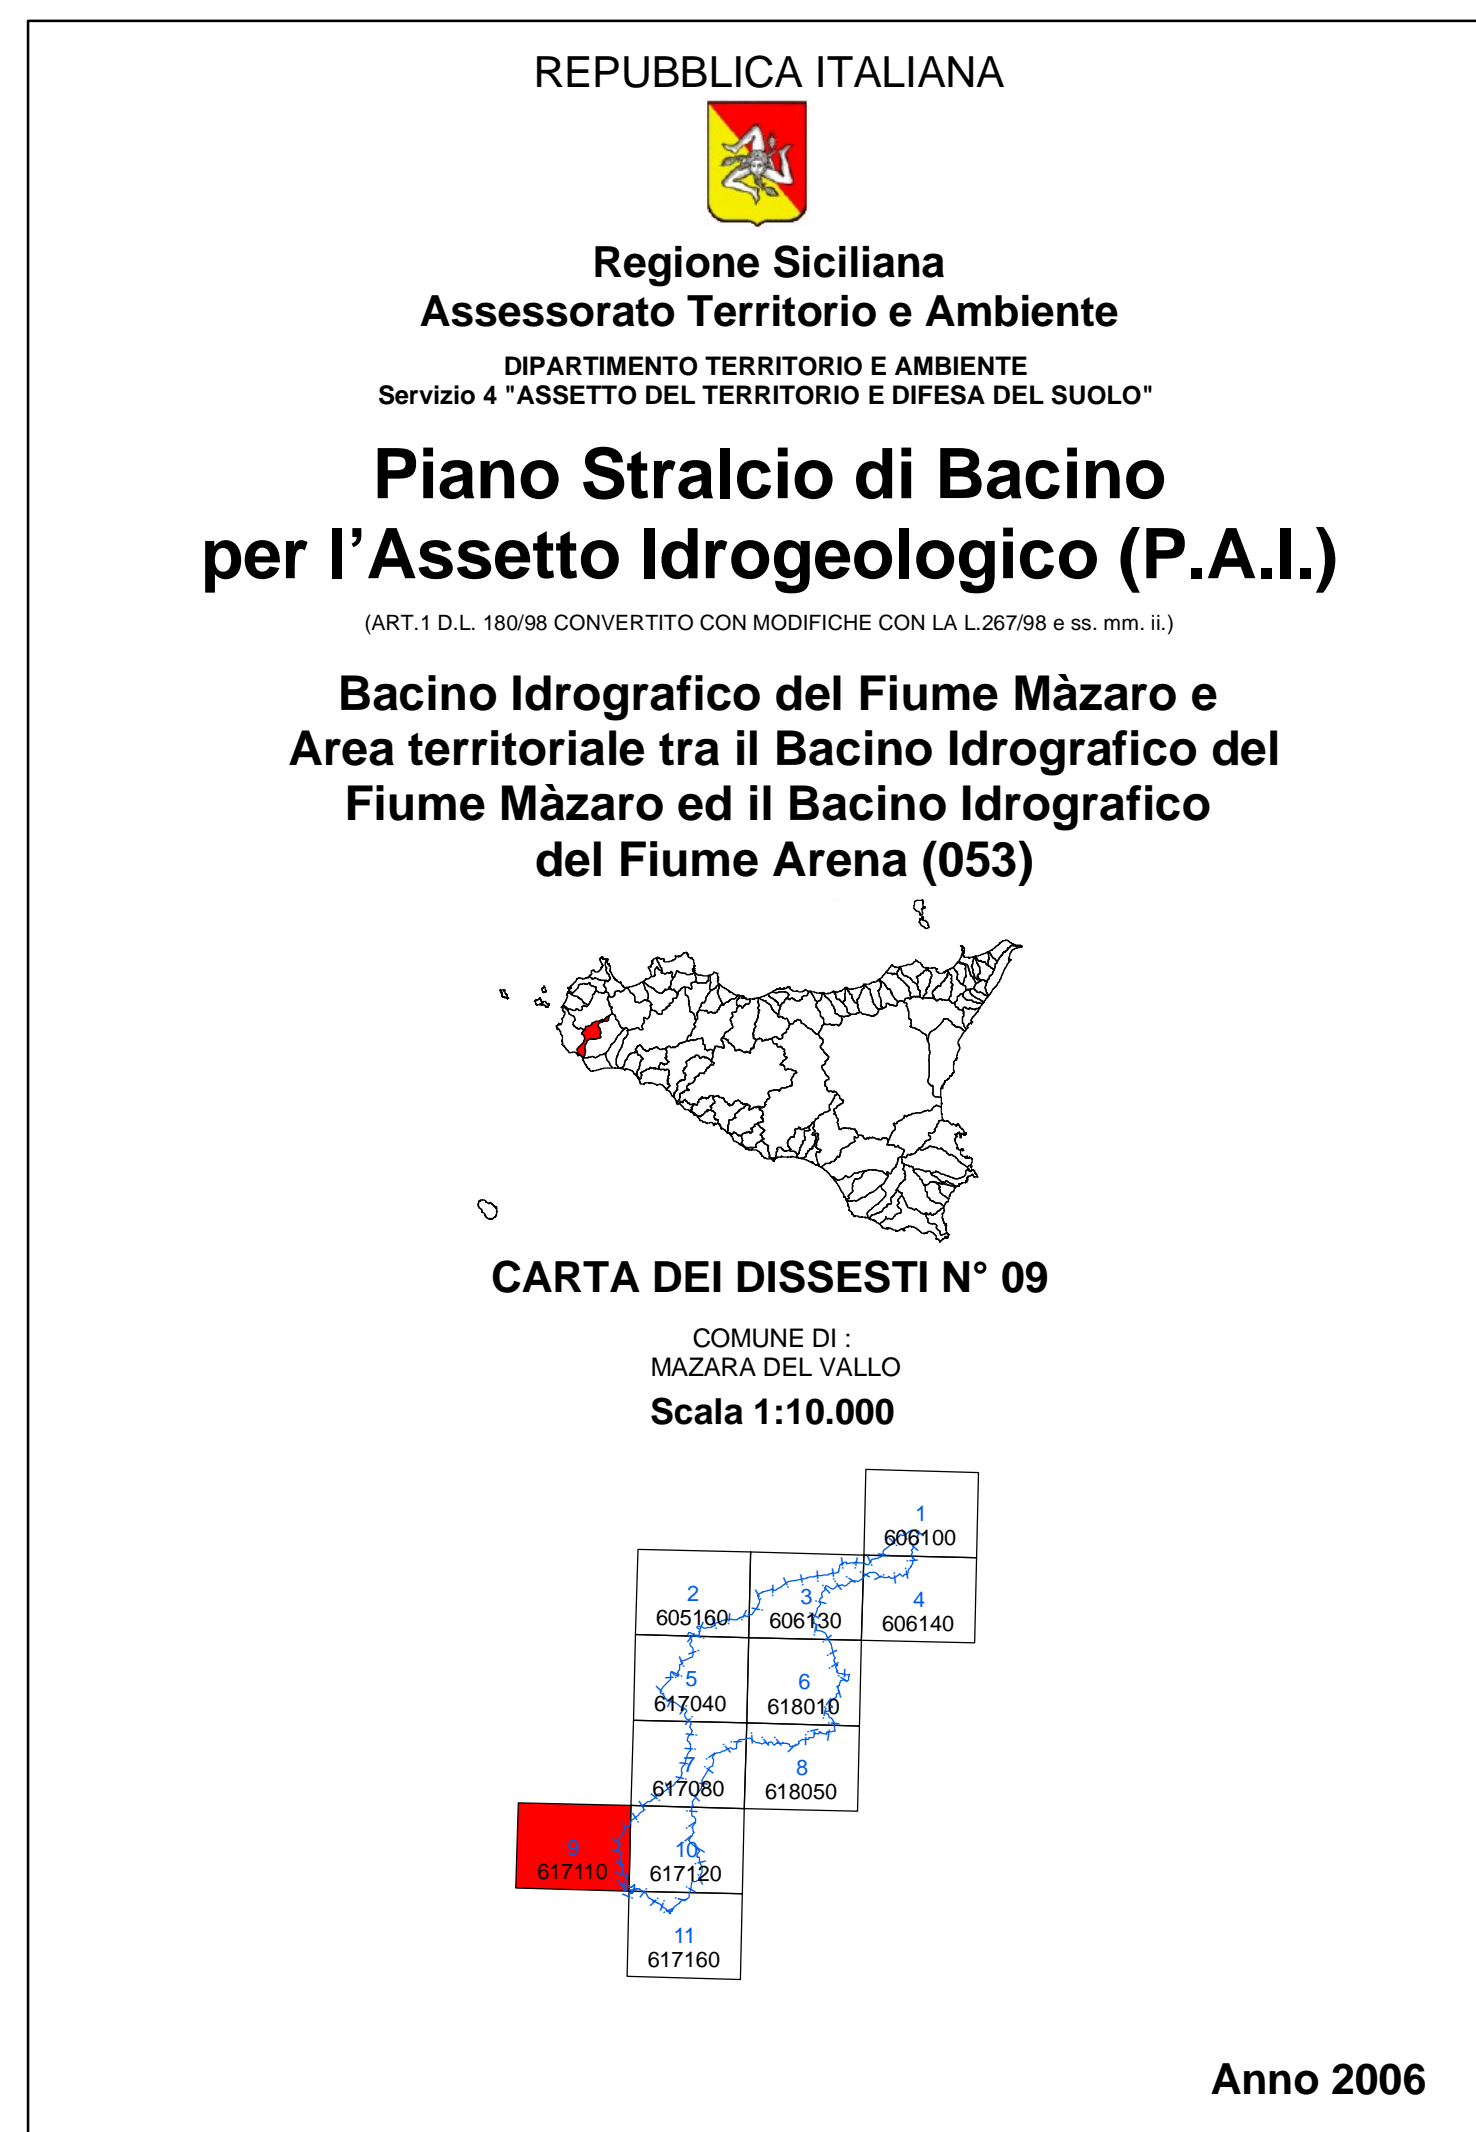 REPUBBLICA ITALIANA
Regione Siciliana
Assessorato Territorio e Ambiente
DIPARTIMENTO TERRITORIO E AMBIENTE
Servizio 4 "ASSETTO DEL TERRITORIO E DIFESA DEL SUOLO"
Piano Stralcio di Bacino
per l’Assetto Idrogeologico (P.A.I.)
(ART.1 D.L. 180/98 CONVERTITO CON MODIFICHE CON LA L.267/98 e ss. mm. ii.)
Bacino Idrografico del Fiume Màzaro e
Area territoriale tra il Bacino Idrografico del
Fiume Màzaro ed il Bacino Idrografico
del Fiume Arena (053)
CARTA DEI DISSESTI N° 09
COMUNE DI :
MAZARA DEL VALLO
Scala 1:10.000
1
606100
2
605160
3
606130
4
606140
5
617040
6
618010
7
617080
8
618050
9
617110
10
617120
11
617160
Anno 2006